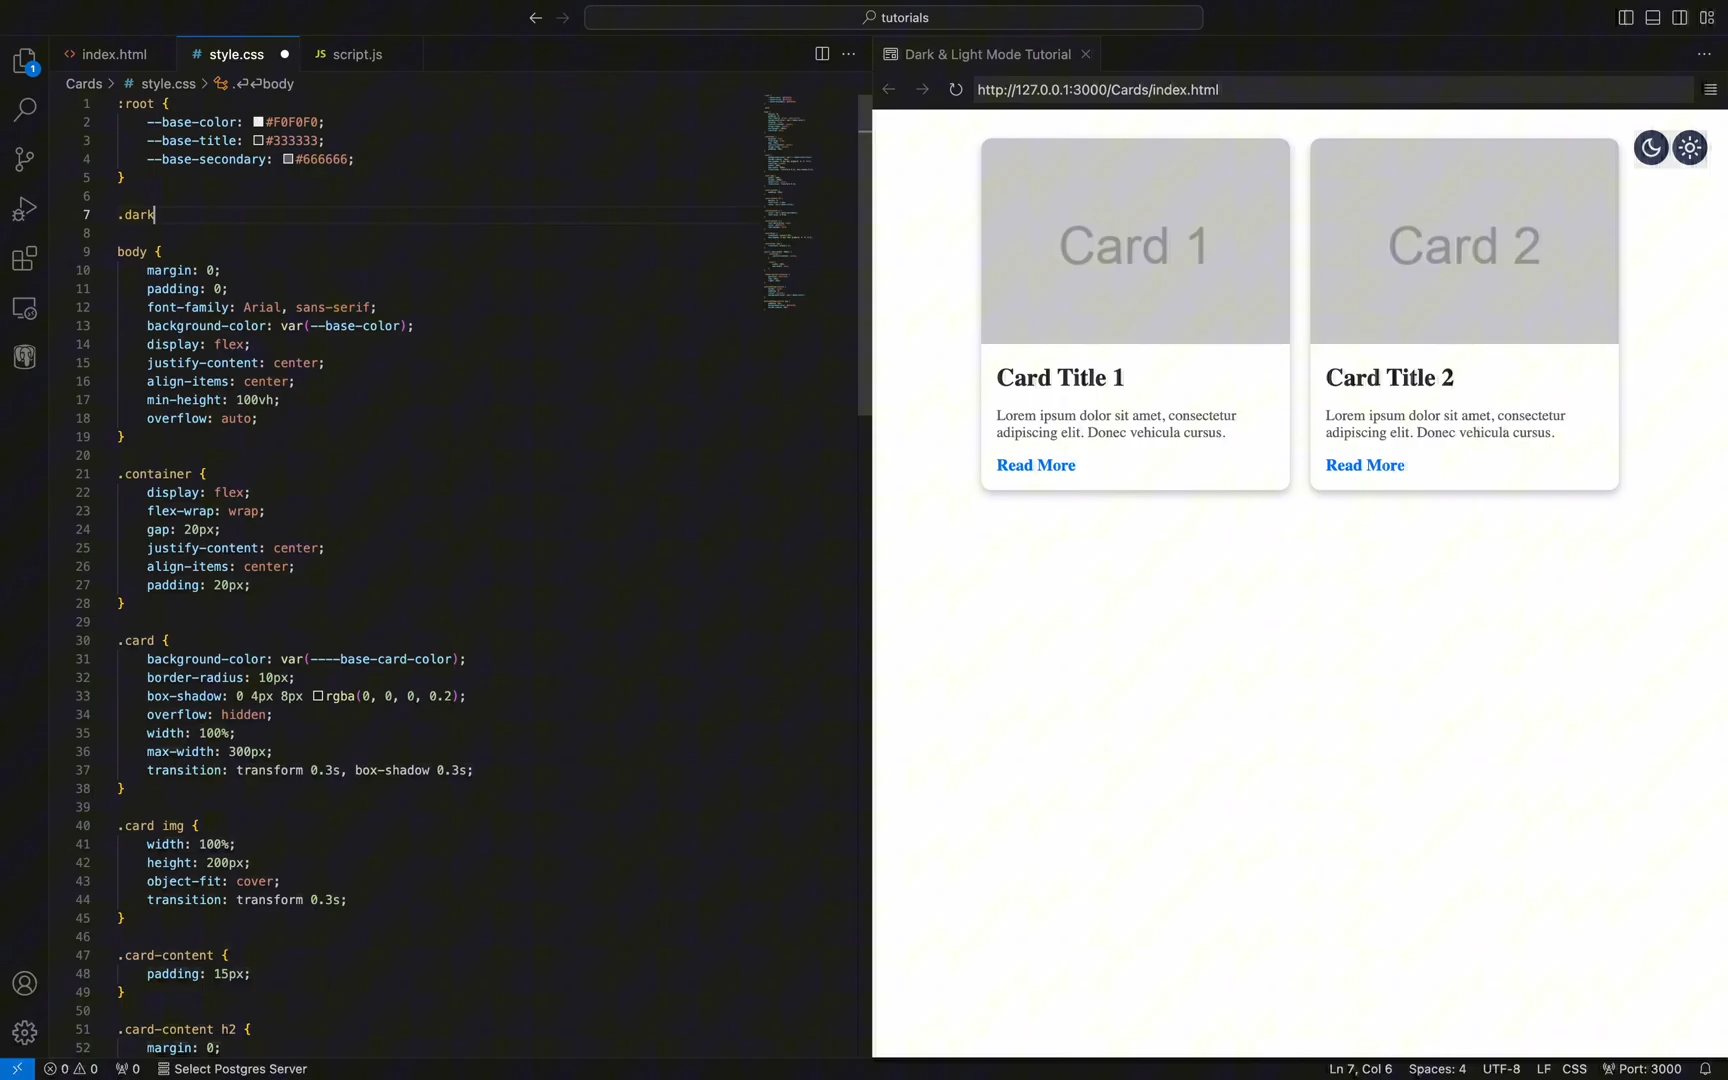 tutorials
index.html
style.css
script.js
Dark & Light Mode Tutorial
Cards > style.css > .↩↩body
http://127.0.0.1:3000/Cards/index.html
1 :root {
2 --base-color: #F0F0F0;
3 --base-title: #333333;
4 --base-secondary: #666666;
5 }
6
7 .dark
8
9 body {
10 margin: 0;
11 padding: 0;
12 font-family: Arial, sans-serif;
13 background-color: var(--base-color);
14 display: flex;
15 justify-content: center;
16 align-items: center;
17 min-height: 100vh;
18 overflow: auto;
19 }
20
21 .container {
22 display: flex;
23 flex-wrap: wrap;
24 gap: 20px;
25 justify-content: center;
26 align-items: center;
27 padding: 20px;
28 }
29
30 .card {
31 background-color: var(----base-card-color);
32 border-radius: 10px;
33 box-shadow: 0 4px 8px rgba(0, 0, 0, 0.2);
34 overflow: hidden;
35 width: 100%;
36 max-width: 300px;
37 transition: transform 0.3s, box-shadow 0.3s;
38 }
39
40 .card img {
41 width: 100%;
42 height: 200px;
43 object-fit: cover;
44 transition: transform 0.3s;
45 }
46
47 .card-content {
48 padding: 15px;
49 }
50
51 .card-content h2 {
52 margin: 0;
Card 1
Card Title 1
Lorem ipsum dolor sit amet, consectetur
adipiscing elit. Donec vehicula cursus.
Read More
Card 2
Card Title 2
Lorem ipsum dolor sit amet, consectetur
adipiscing elit. Donec vehicula cursus.
Read More
1
0 0 0 Select Postgres Server
Ln 7, Col 6 Spaces: 4 UTF-8 LF CSS Port: 3000